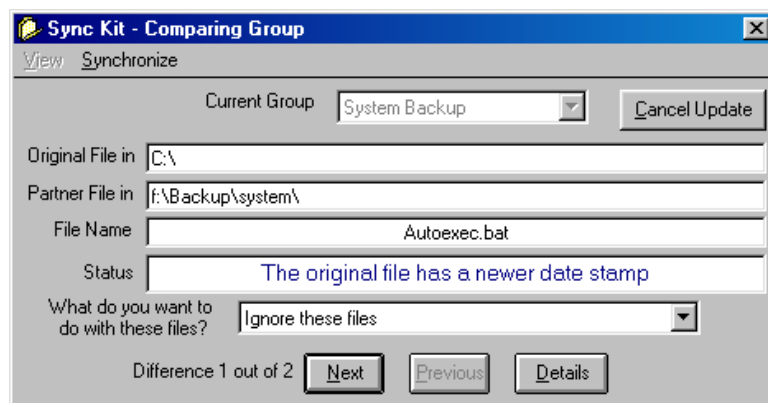 Sync Kit - Comparing Group
View Synchronize
Current Group System Backup Cancel Update
Original File in C:\
Partner File in f:\Backup\system\
File Name Autoexec.bat
Status The original file has a newer date stamp
What do you want to
do with these files? Ignore these files
Difference 1 out of 2 Next Previous Details